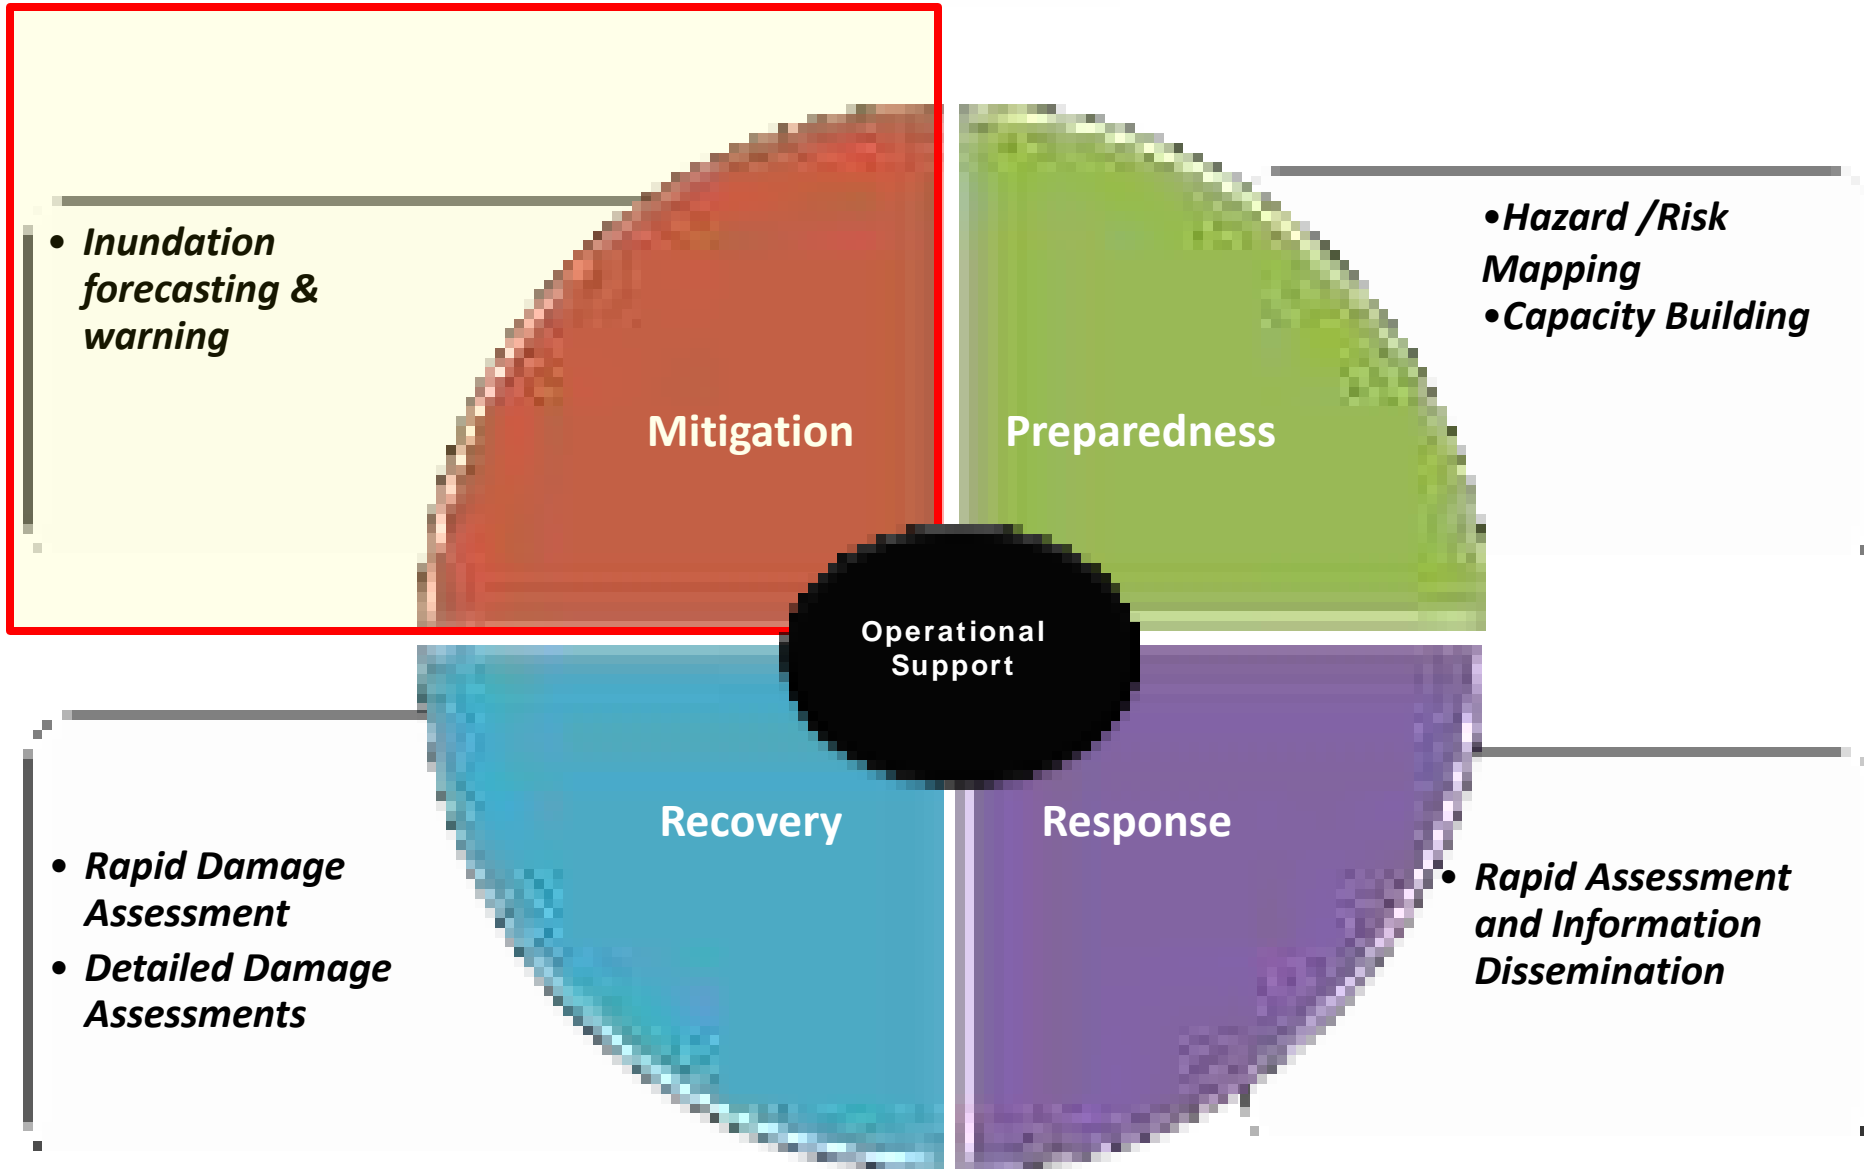 • Inundation
forecasting &
warning
•Hazard /Risk
Mapping
•Capacity Building
Mitigation
Preparedness
Operational
Support
Recovery
Response
• Rapid Damage
Assessment
• Detailed Damage
Assessments
• Rapid Assessment
and Information
Dissemination